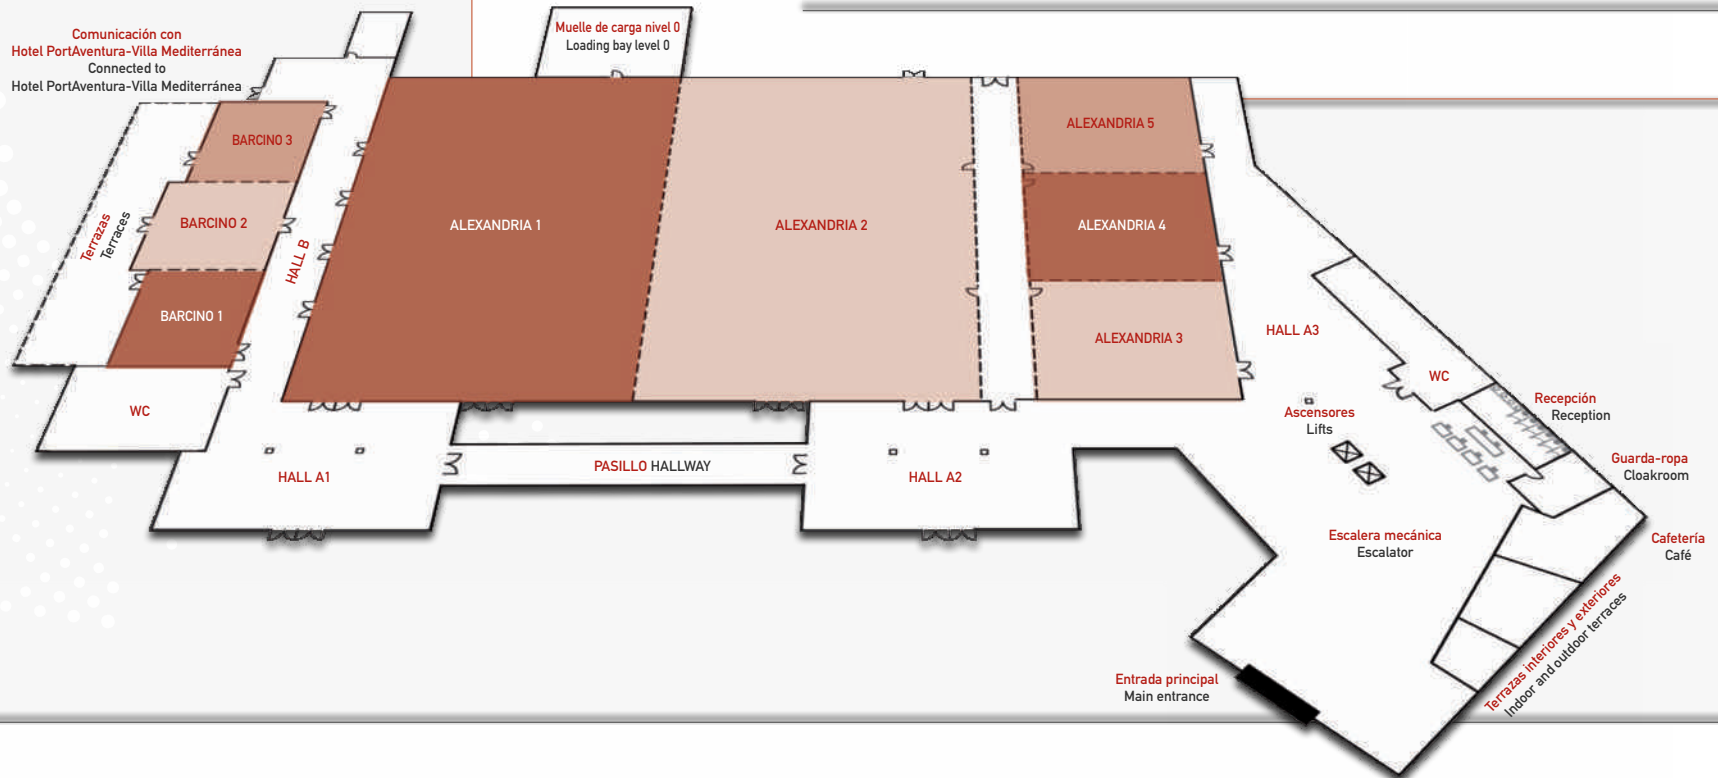 Comunicación con
Hotel PortAventura-Villa Mediterránea
Connected to
Hotel PortAventura-Villa Mediterránea
Muelle de carga nivel 0
Loading bay level 0
BARCINO 3
BARCINO 2
BARCINO 1
Terrazas
Terraces
HALL B
WC
ALEXANDRIA 1
ALEXANDRIA 2
ALEXANDRIA 5
ALEXANDRIA 4
ALEXANDRIA 3
HALL A1
PASILLO HALLWAY
HALL A2
HALL A3
WC
Ascensores
Lifts
Recepción
Reception
Guarda-ropa
Cloakroom
Escalera mecánica
Escalator
Cafetería
Café
Terrazas interiores y exteriores
Indoor and outdoor terraces
Entrada principal
Main entrance